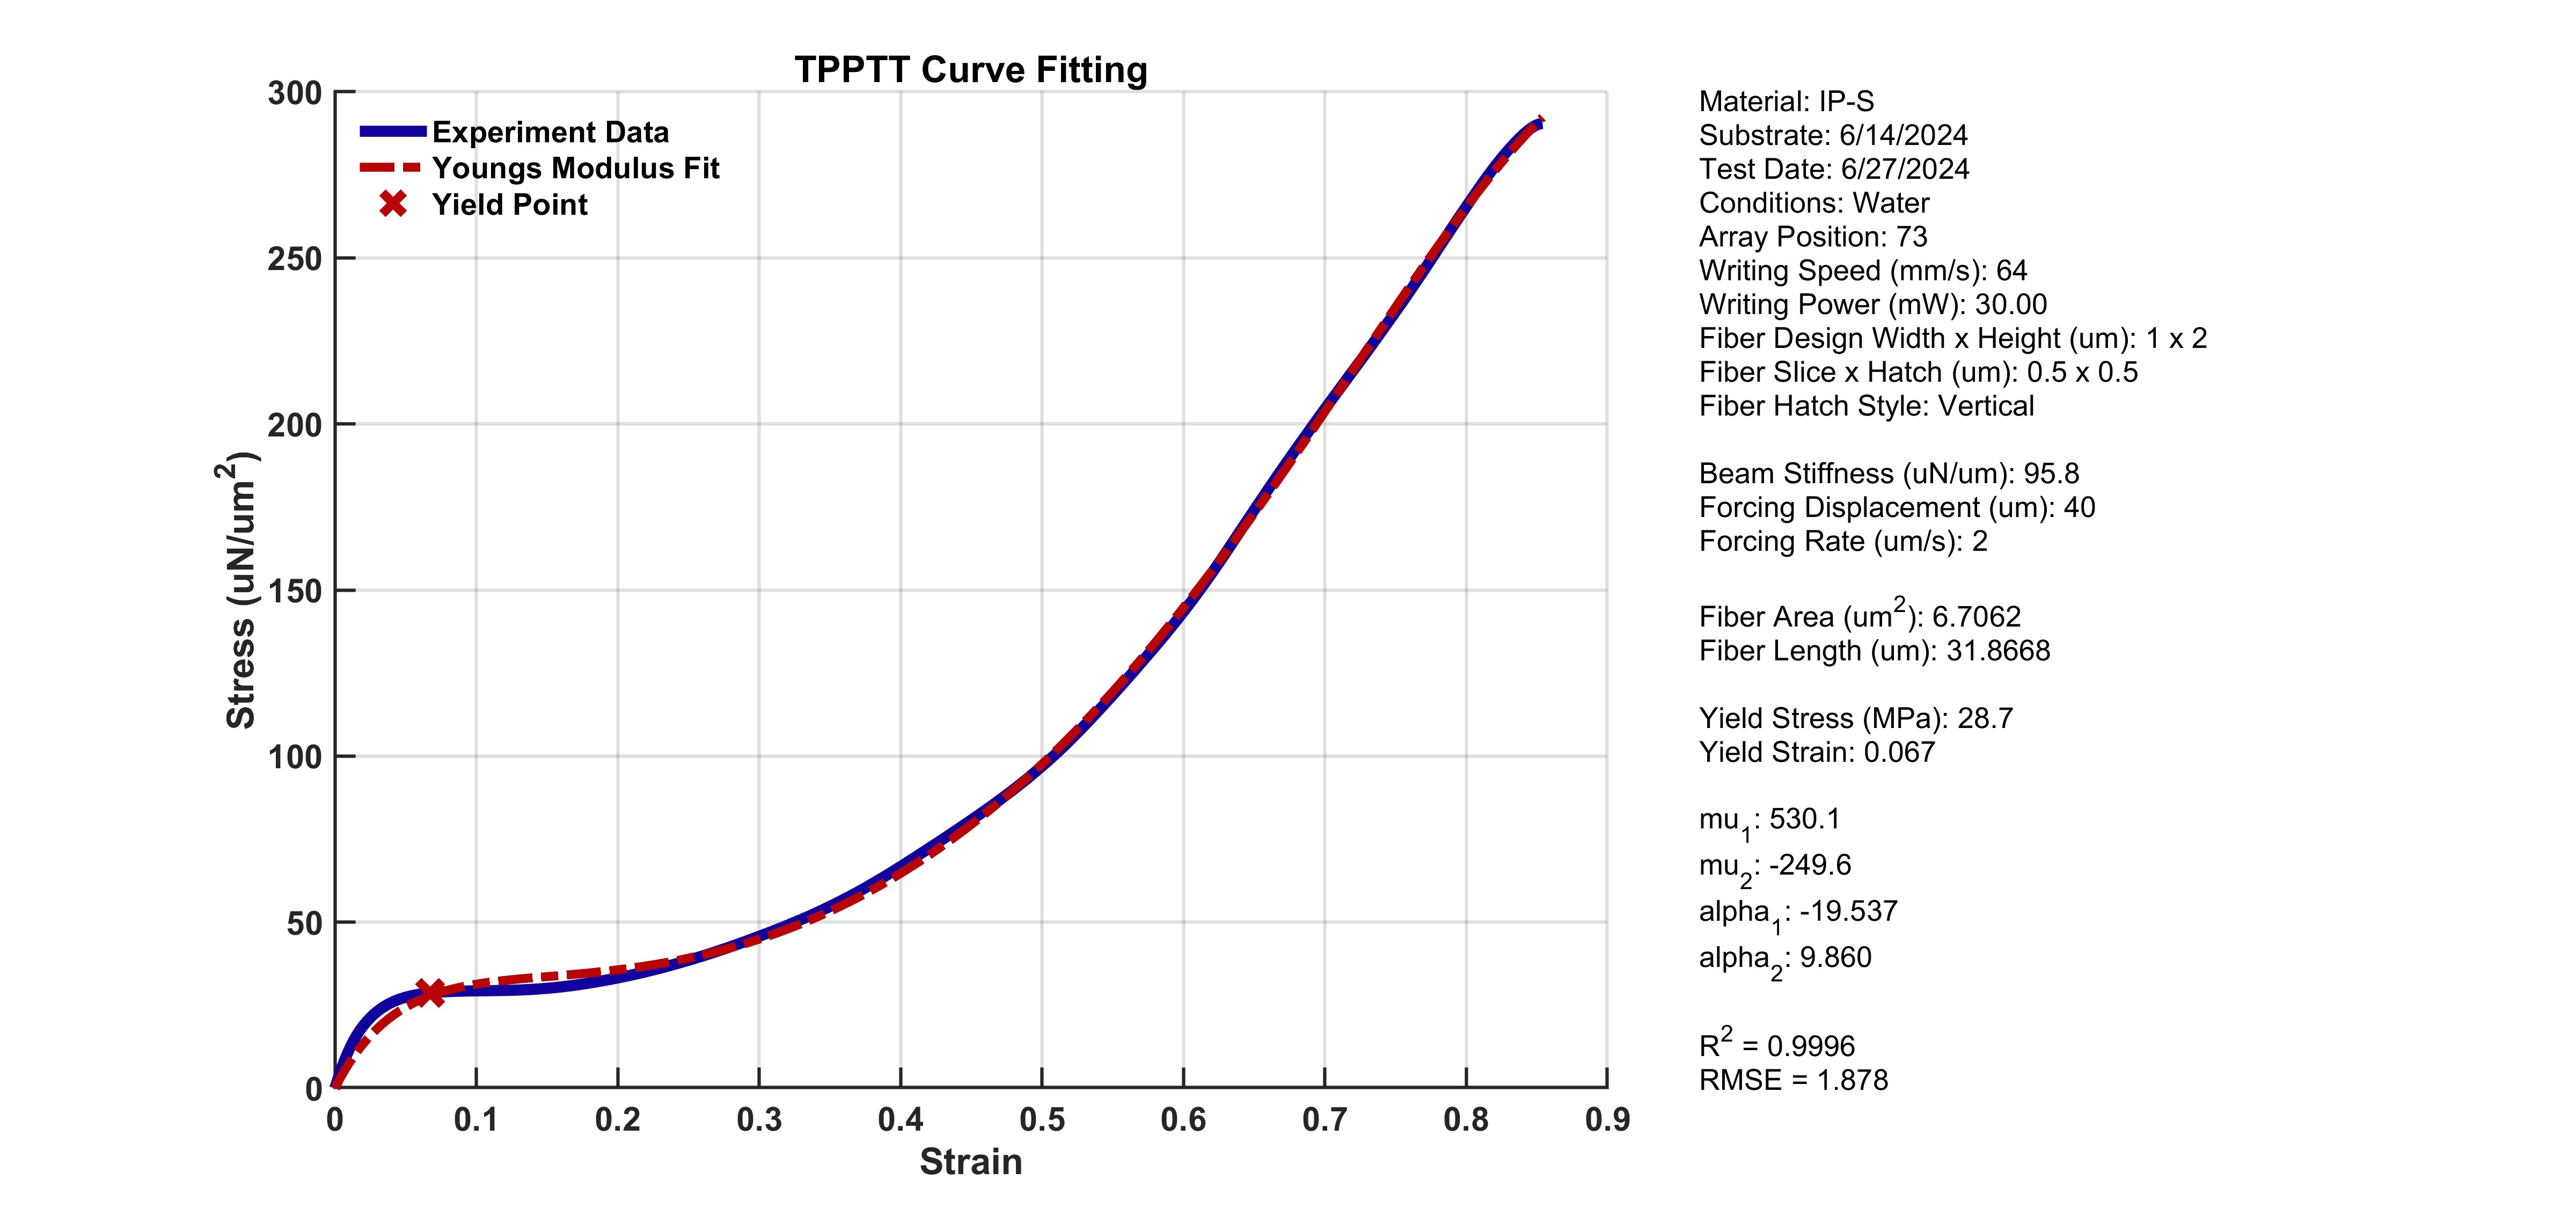 TPPTT Curve Fitting
300
250
200
150
100
50
0
Stress (uN/um²)
Experiment Data
Youngs Modulus Fit
Yield Point
0 0.1 0.2 0.3 0.4 0.5 0.6 0.7 0.8 0.9
Strain
Material: IP-S
Substrate: 6/14/2024
Test Date: 6/27/2024
Conditions: Water
Array Position: 73
Writing Speed (mm/s): 64
Writing Power (mW): 30.00
Fiber Design Width x Height (um): 1 x 2
Fiber Slice x Hatch (um): 0.5 x 0.5
Fiber Hatch Style: Vertical
Beam Stiffness (uN/um): 95.8
Forcing Displacement (um): 40
Forcing Rate (um/s): 2
Fiber Area (um²): 6.7062
Fiber Length (um): 31.8668
Yield Stress (MPa): 28.7
Yield Strain: 0.067
mu₁: 530.1
mu₂: -249.6
alpha₁: -19.537
alpha₂: 9.860
R² = 0.9996
RMSE = 1.878